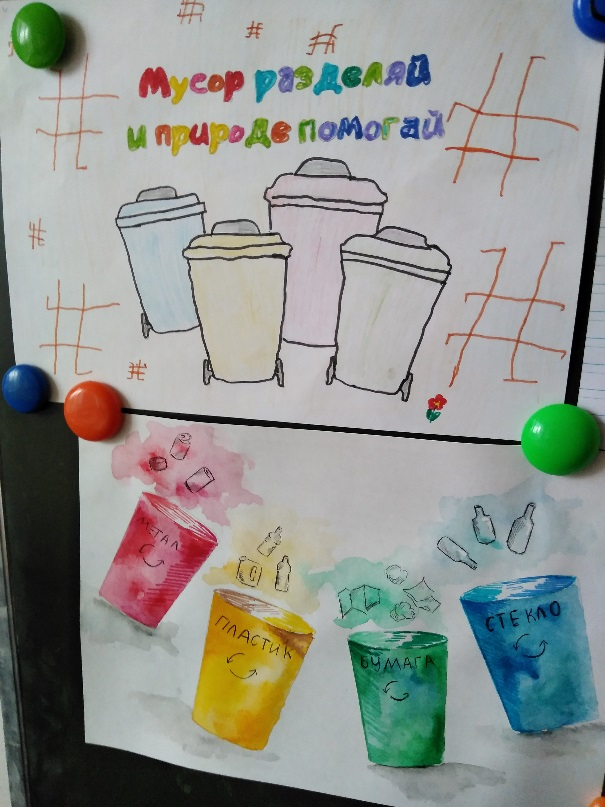 Мусор разделяй
и природе помогай
МЕТАЛ
ПЛАСТИК
БУМАГА
СТЕКЛО